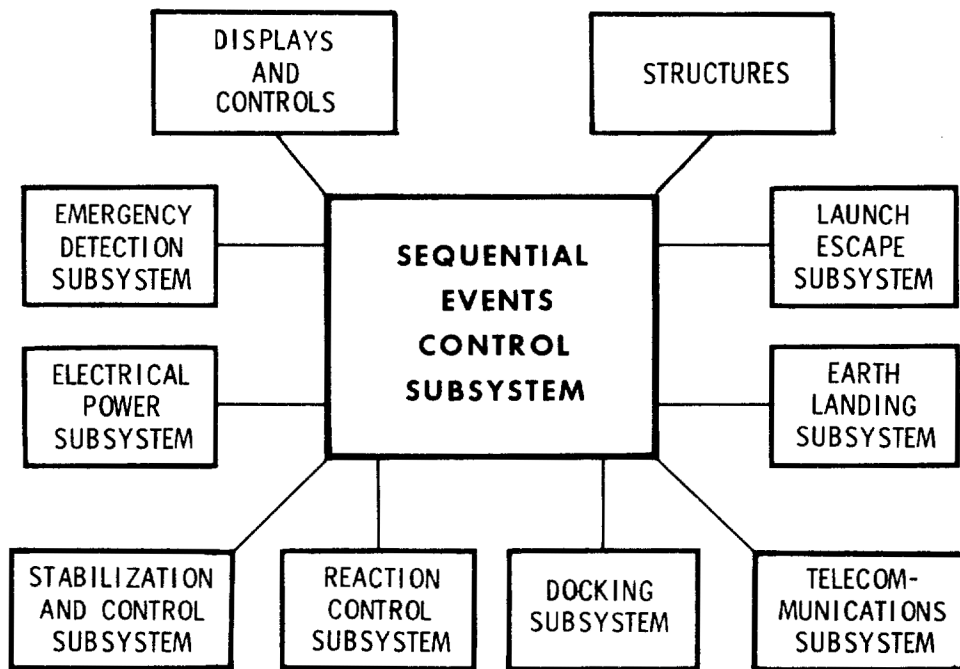 DISPLAYS
AND
CONTROLS
STRUCTURES
EMERGENCY
DETECTION
SUBSYSTEM
SEQUENTIAL
EVENTS
CONTROL
SUBSYSTEM
LAUNCH
ESCAPE
SUBSYSTEM
ELECTRICAL
POWER
SUBSYSTEM
EARTH
LANDING
SUBSYSTEM
STABILIZATION
AND CONTROL
SUBSYSTEM
REACTION
CONTROL
SUBSYSTEM
DOCKING
SUBSYSTEM
TELECOM-
MUNICATIONS
SUBSYSTEM